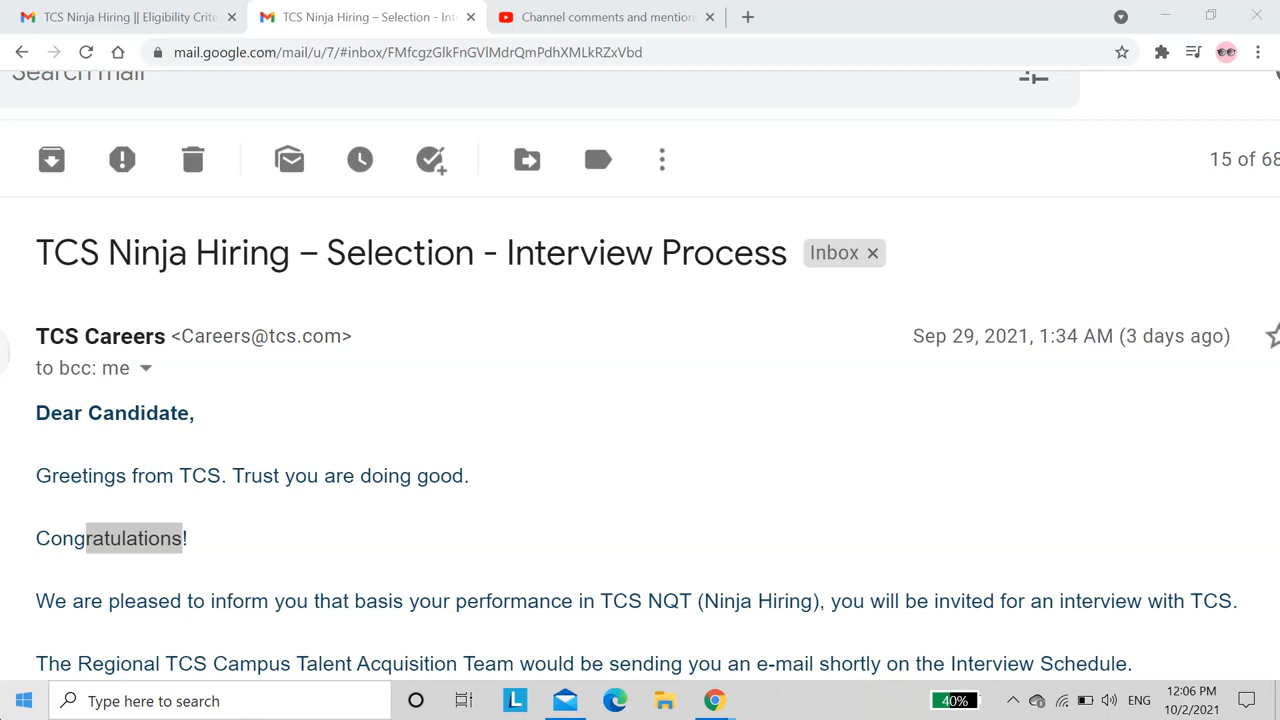 TCS Ninja Hiring || Eligibility Crite
TCS Ninja Hiring – Selection - Int
Channel comments and mention
mail.google.com/mail/u/7/#inbox/FMfcgzGlkFnGVlMdrQmPdhXMLkRZxVbd
Search mail
15 of 68
TCS Ninja Hiring – Selection - Interview Process
Inbox
TCS Careers <Careers@tcs.com>
Sep 29, 2021, 1:34 AM (3 days ago)
to bcc: me
Dear Candidate,
Greetings from TCS. Trust you are doing good.
Congratulations!
We are pleased to inform you that basis your performance in TCS NQT (Ninja Hiring), you will be invited for an interview with TCS.
The Regional TCS Campus Talent Acquisition Team would be sending you an e-mail shortly on the Interview Schedule.
Type here to search
L
40%
ENG
12:06 PM
10/2/2021